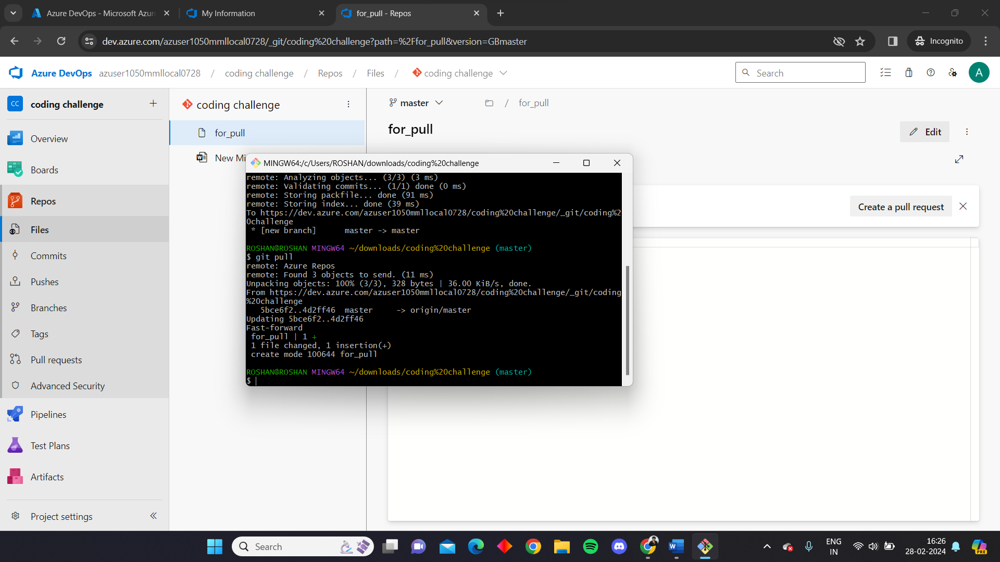 Azure DevOps - Microsoft Azur
My Information
for_pull - Repos
dev.azure.com/azuser1050mmllocal0728/_git/coding%20challenge?path=%2Ffor_pull&version=GBmaster
Incognito
Azure DevOps azuser1050mmllocal0728 / coding challenge / Repos / Files / coding challenge
Search
A
CC coding challenge
Overview
Boards
Repos
Files
Commits
Pushes
Branches
Tags
Pull requests
Advanced Security
Pipelines
Test Plans
Artifacts
Project settings
coding challenge
for_pull
New Mi
master / for_pull
for_pull
Edit
Create a pull request
MINGW64:/c/Users/ROSHAN/downloads/coding%20challenge
remote: Analyzing objects... (3/3) (3 ms)
remote: Validating commits... (1/1) done (0 ms)
remote: Storing packfile... done (91 ms)
remote: Storing index... done (39 ms)
To https://dev.azure.com/azuser1050mmllocal0728/coding%20challenge/_git/coding%2
0challenge
* [new branch] master -> master
ROSHAN@ROSHAN MINGW64 ~/downloads/coding%20challenge (master)
$ git pull
remote: Azure Repos
remote: Found 3 objects to send. (11 ms)
Unpacking objects: 100% (3/3), 328 bytes | 36.00 KiB/s, done.
From https://dev.azure.com/azuser1050mmllocal0728/coding%20challenge/_git/coding
%20challenge
5bce6f2..4d2ff46 master -> origin/master
Updating 5bce6f2..4d2ff46
Fast-forward
for_pull | 1 +
1 file changed, 1 insertion(+)
create mode 100644 for_pull
ROSHAN@ROSHAN MINGW64 ~/downloads/coding%20challenge (master)
$
Search
ENG
IN
16:26
28-02-2024
PRE